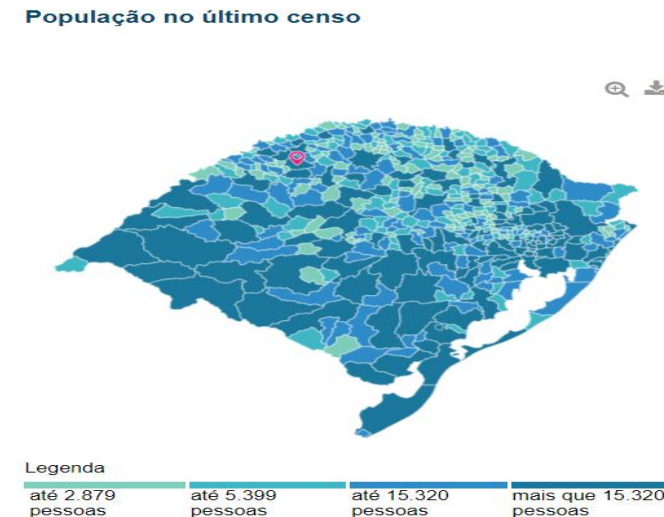 População no último censo
Legenda
até 2.879 pessoas
até 5.399 pessoas
até 15.320 pessoas
mais que 15.320 pessoas